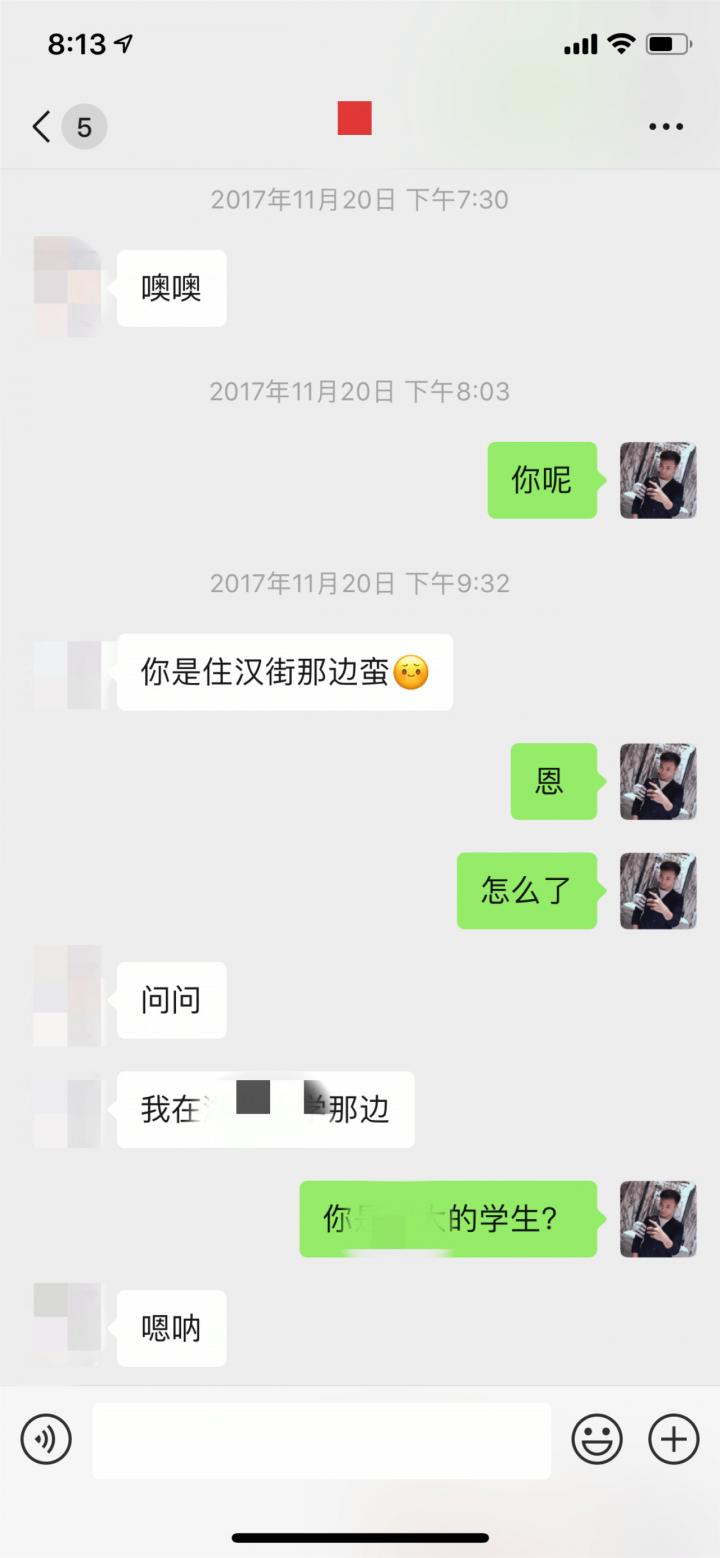 8:13
5
2017年11月20日 下午7:30
噢噢
2017年11月20日 下午8:03
你呢
2017年11月20日 下午9:32
你是住汉街那边蛮😔
恩
怎么了
问问
我在 那边
你是 大的学生?
嗯呐